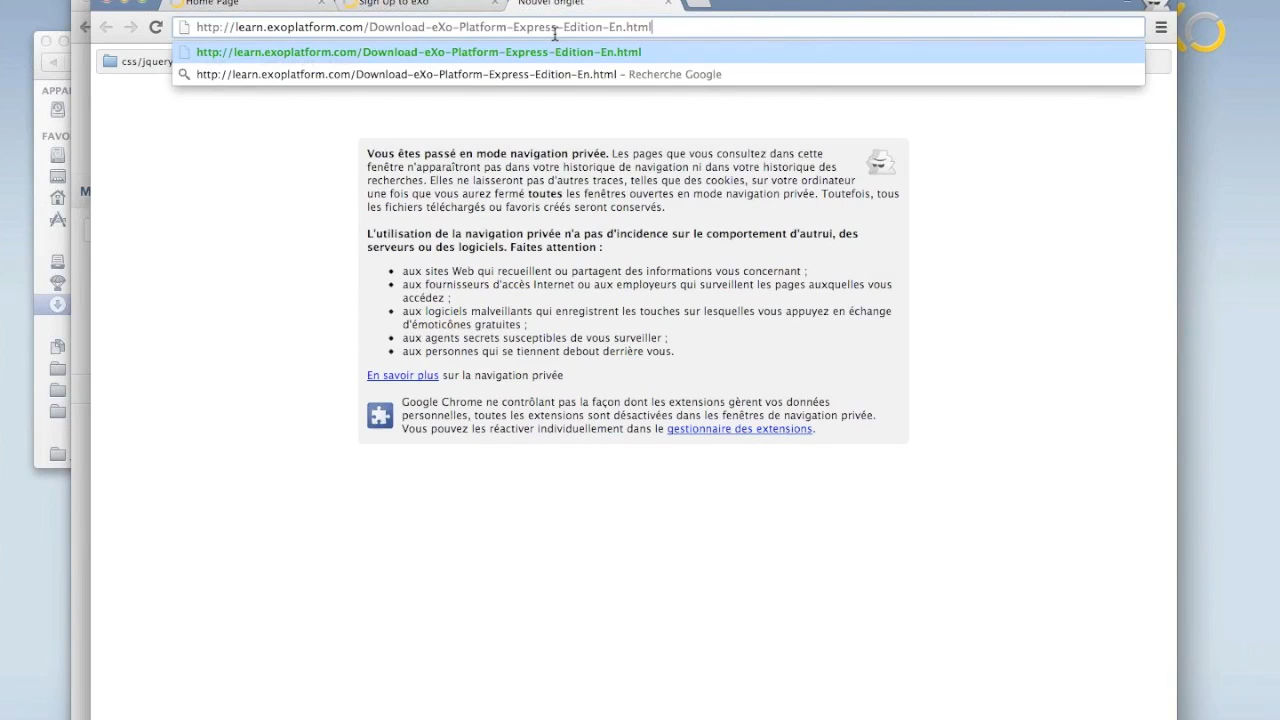 Home Page
Sign Up to eXo
Nouvel onglet
http://learn.exoplatform.com/Download-eXo-Platform-Express-Edition-En.html
http://learn.exoplatform.com/Download-eXo-Platform-Express-Edition-En.html
http://learn.exoplatform.com/Download-eXo-Platform-Express-Edition-En.html - Recherche Google
css/jquery
APPA
FAVO
M
Vous êtes passé en mode navigation privée. Les pages que vous consultez dans cette
fenêtre n'apparaîtront pas dans votre historique de navigation ni dans votre historique des
recherches. Elles ne laisseront pas d'autres traces, telles que des cookies, sur votre ordinateur
une fois que vous aurez fermé toutes les fenêtres ouvertes en mode navigation privée. Toutefois, tous
les fichiers téléchargés ou favoris créés seront conservés.
L'utilisation de la navigation privée n'a pas d'incidence sur le comportement d'autrui, des
serveurs ou des logiciels. Faites attention :
• aux sites Web qui recueillent ou partagent des informations vous concernant ;
• aux fournisseurs d'accès Internet ou aux employeurs qui surveillent les pages auxquelles vous
accédez ;
• aux logiciels malveillants qui enregistrent les touches sur lesquelles vous appuyez en échange
d'émoticônes gratuites ;
• aux agents secrets susceptibles de vous surveiller ;
• aux personnes qui se tiennent debout derrière vous.
En savoir plus sur la navigation privée
Google Chrome ne contrôlant pas la façon dont les extensions gèrent vos données
personnelles, toutes les extensions sont désactivées dans les fenêtres de navigation privée.
Vous pouvez les réactiver individuellement dans le gestionnaire des extensions.